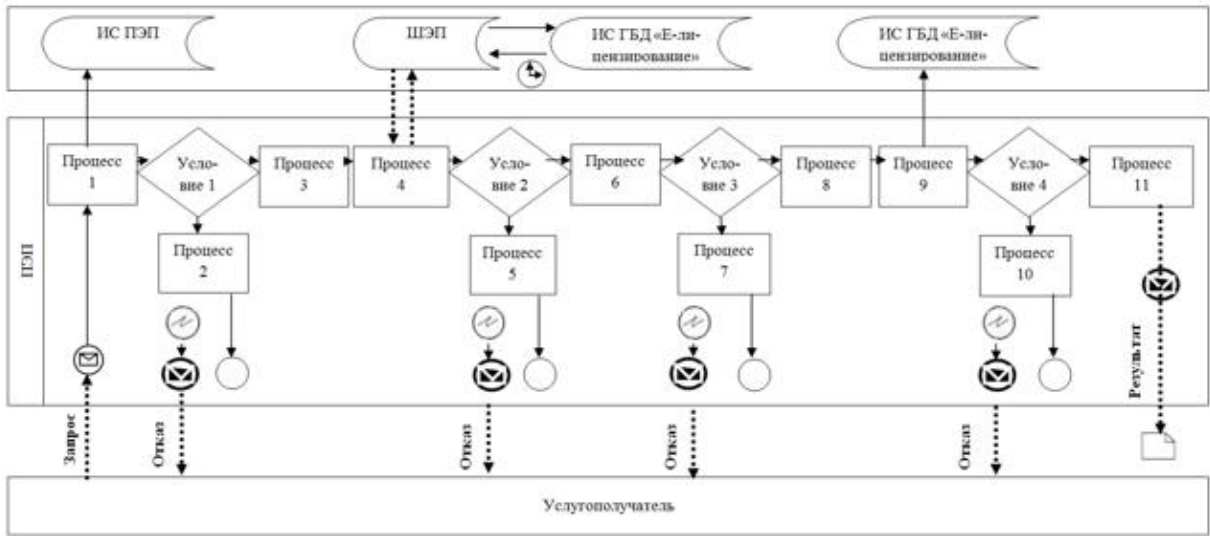 ИС ПЭП
ШЭП
ИС ГБД «Е-ли-
цензирование»
ИС ГБД «Е-ли-
цензирование»
ПЭП
Процесс
1
Усло-
вие 1
Процесс
3
Процесс
4
Усло-
вие 2
Процесс
6
Усло-
вие 3
Процесс
8
Процесс
9
Усло-
вие 4
Процесс
11
Процесс
2
Процесс
5
Процесс
7
Процесс
10
Запрос
Отказ
Отказ
Отказ
Отказ
Результат
Услугополучатель